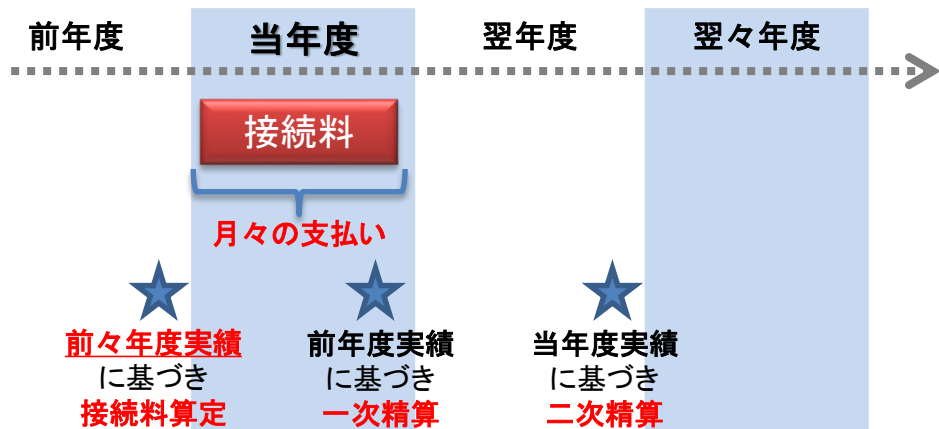 前年度
当年度
翌年度
翌々年度
接続料
月々の支払い
前々年度実績
に基づき
接続料算定
前年度実績
に基づき
一次精算
当年度実績
に基づき
二次精算